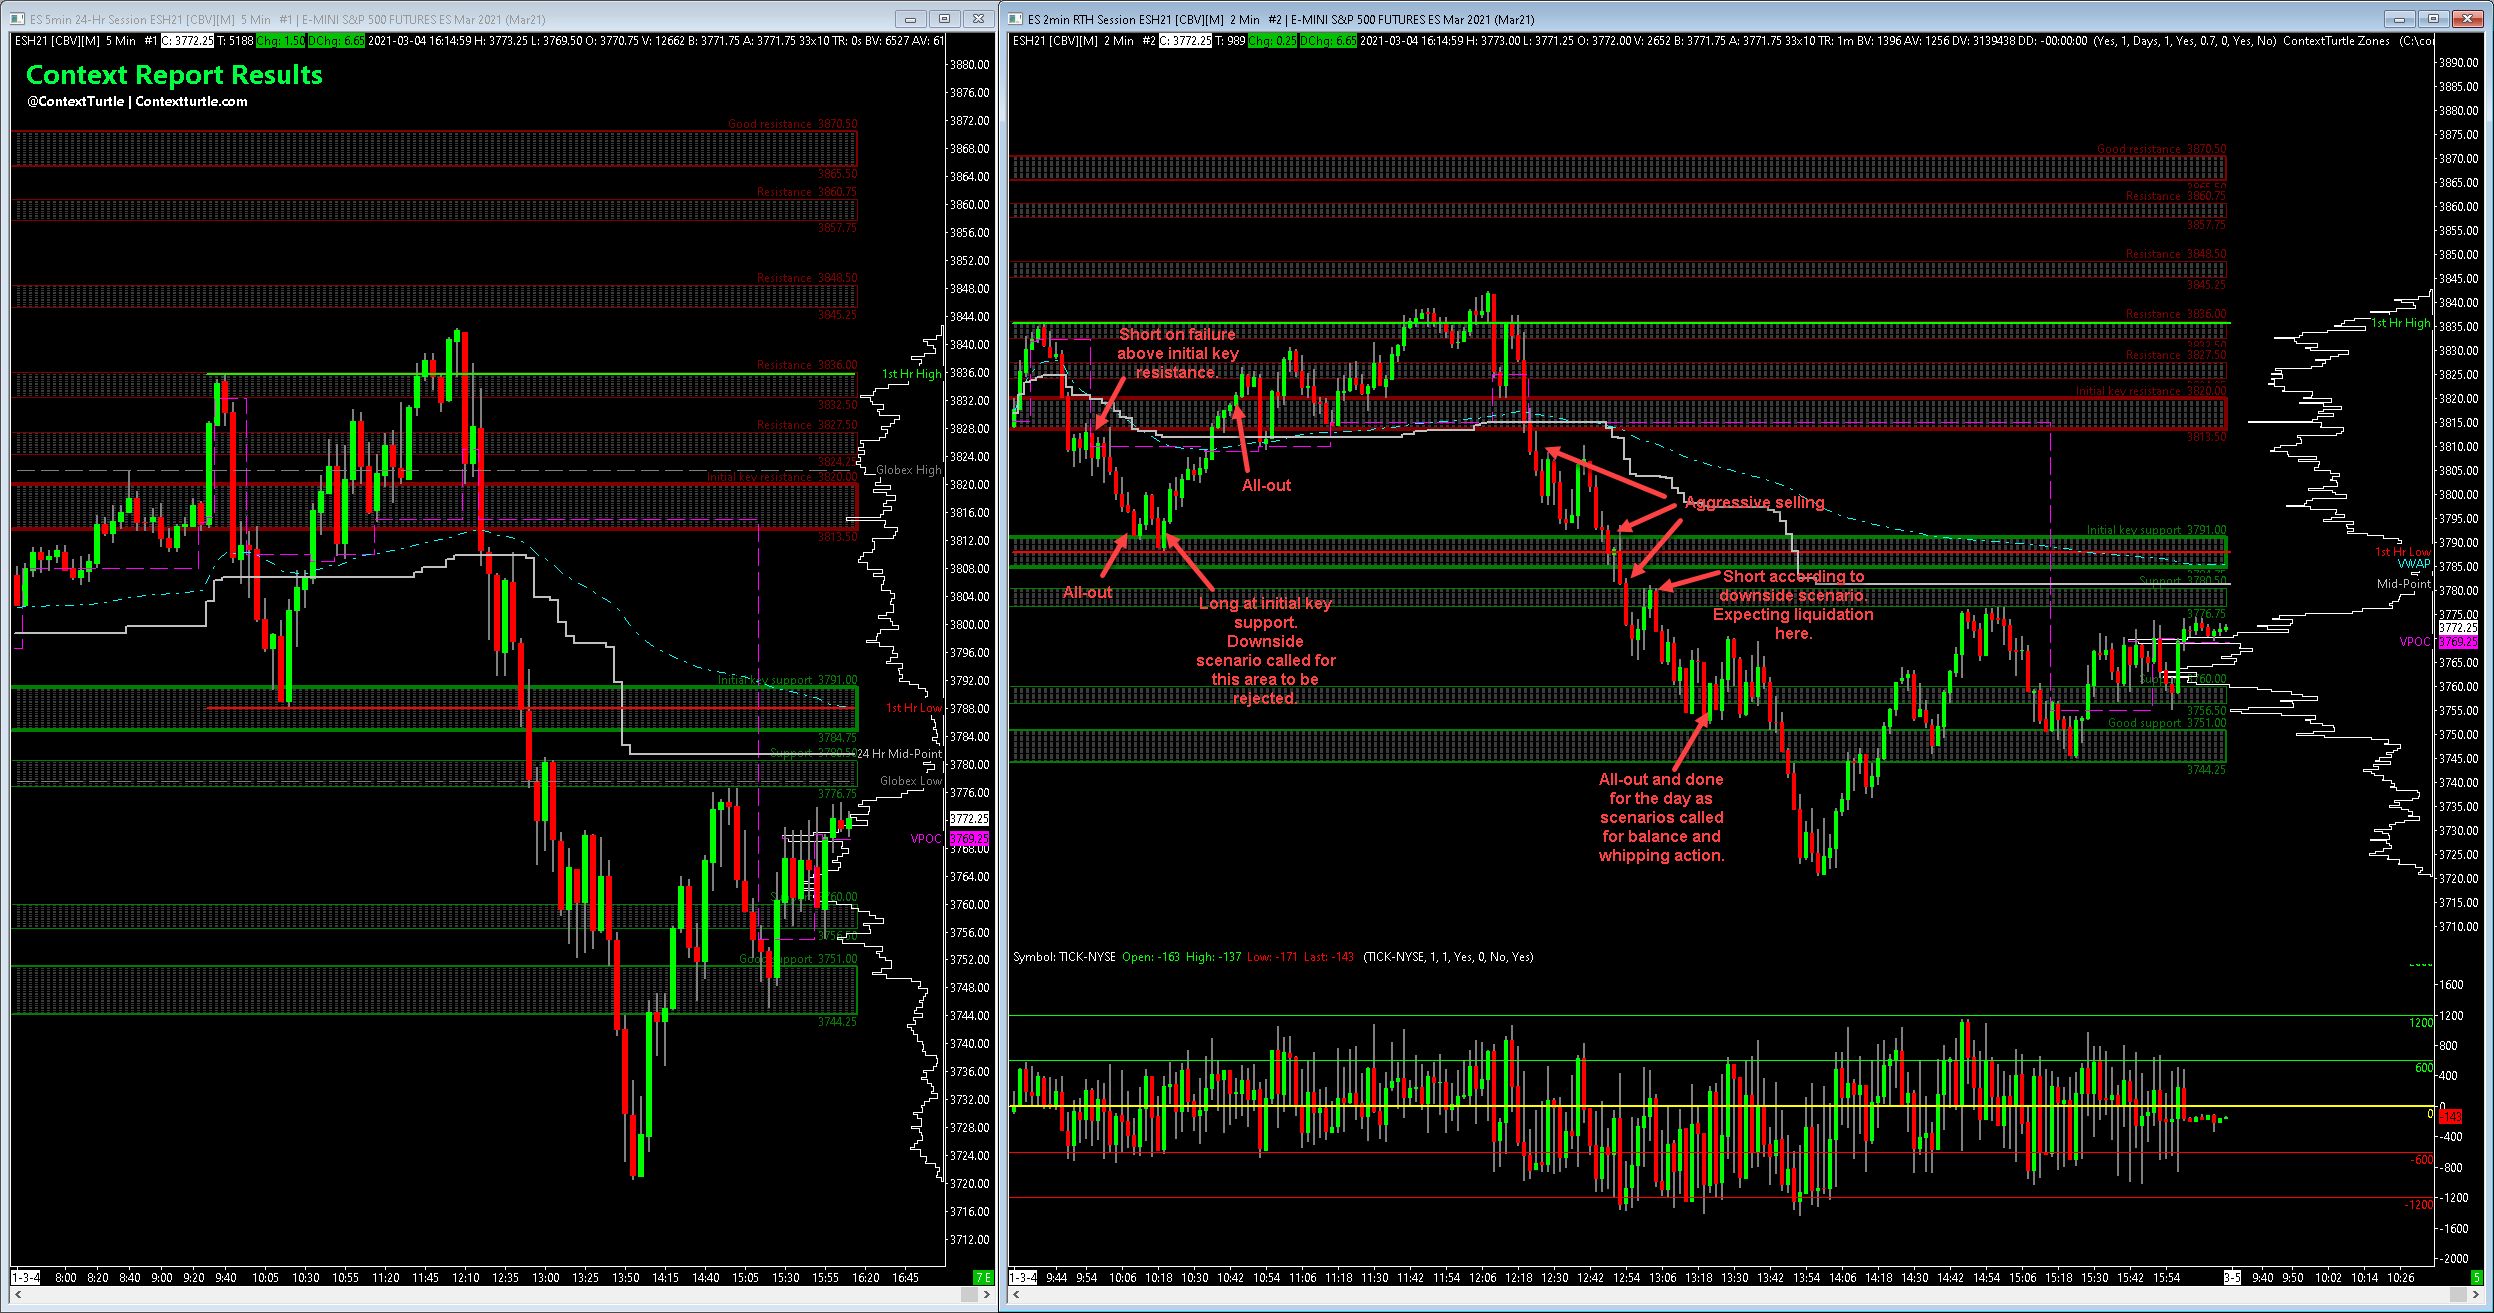 ES 5min 24-Hr Session ESH21 [CBV][M] 5 Min #1 | E-MINI S&P 500 FUTURES ES Mar 2021 (Mar21)
ESH21 [CBV][M] 5 Min #1 C: 3772.25 T: 5188 Chg: 1.50 DChg: 6.65 2021-03-04 16:14:59 H: 3773.25 L: 3769.50 O: 3770.75 V: 12662 B: 3771.75 A: 3771.75 33x10 TR: 0s BV: 6527 AV: 61
Context Report Results
@ContextTurtle | Contextturtle.com
Good resistance 3870.50
3865.50
Resistance 3860.75
3857.75
Resistance 3848.50
3845.25
Resistance 3836.00
1st Hr High
3832.50
Resistance 3827.50
3824.25
Globex High
Initial key resistance 3820.00
3813.50
Initial key support 3791.00
1st Hr Low
3784.75
Support 3780.50
24 Hr Mid-Point
Globex Low
3776.75
VPOC
3760.00
3756.50
Good support 3751.00
3744.25
3880.00
3876.00
3872.00
3868.00
3864.00
3860.00
3856.00
3852.00
3848.00
3844.00
3840.00
3836.00
3832.00
3828.00
3824.00
3820.00
3816.00
3812.00
3808.00
3804.00
3800.00
3796.00
3792.00
3788.00
3784.00
3780.00
3776.00
3772.25
3769.25
3768.00
3764.00
3760.00
3756.00
3752.00
3748.00
3744.00
3740.00
3736.00
3732.00
3728.00
3724.00
3720.00
3716.00
3712.00
1-3-4 8:00 8:20 8:40 9:00 9:20 9:40 10:05 10:30 10:55 11:20 11:45 12:10 12:35 13:00 13:25 13:50 14:15 14:40 15:05 15:30 15:55 16:20 16:45 7 E
ES 2min RTH Session ESH21 [CBV][M] 2 Min #2 | E-MINI S&P 500 FUTURES ES Mar 2021 (Mar21)
ESH21 [CBV][M] 2 Min #2 C: 3772.25 T: 989 Chg: 0.25 DChg: 6.65 2021-03-04 16:14:59 H: 3773.00 L: 3771.25 O: 3772.00 V: 2652 B: 3771.75 A: 3771.75 33x10 TR: 1m BV: 1396 AV: 1256 DV: 3139438 DD: -00:00:00 (Yes, 1, Days, 1, Yes, 0.7, 0, Yes, No) ContextTurtle Zones (C:\co
Good resistance 3870.50
3865.50
Resistance 3860.75
3857.75
Resistance 3848.50
3845.25
Resistance 3836.00
1st Hr High
3832.50
Resistance 3827.50
Initial key resistance 3820.00
3813.50
Short on failure
above initial key
resistance.
All-out
Aggressive selling
All-out
Long at initial key
support.
Downside
scenario called for
this area to be
rejected.
Short according to
downside scenario.
Expecting liquidation
here.
All-out and done
for the day as
scenarios called
for balance and
whipping action.
Initial key support 3791.00
1st Hr Low
VWAP
3784.75
Support 3780.50
Mid-Point
3776.75
VPOC
3760.00
3756.50
Good support 3751.00
3744.25
3890.00
3885.00
3880.00
3875.00
3870.00
3865.00
3860.00
3855.00
3850.00
3845.00
3840.00
3835.00
3830.00
3825.00
3820.00
3815.00
3810.00
3805.00
3800.00
3795.00
3790.00
3785.00
3780.00
3775.00
3772.25
3769.25
3765.00
3760.00
3755.00
3750.00
3745.00
3740.00
3735.00
3730.00
3725.00
3720.00
3715.00
3710.00
Symbol: TICK-NYSE Open: -163 High: -137 Low: -171 Last: -143 (TICK-NYSE, 1, 1, Yes, 0, No, Yes)
1600
1200
1200
800
600
400
0
0
-143
-400
-600
-800
-1200
-1200
-1600
-2000
1-3-4 9:44 9:54 10:06 10:18 10:30 10:42 10:54 11:06 11:18 11:30 11:42 11:54 12:06 12:18 12:30 12:42 12:54 13:06 13:18 13:30 13:42 13:54 14:06 14:18 14:30 14:42 14:54 15:06 15:18 15:30 15:42 15:54 3-5 9:40 9:50 10:02 10:14 10:26 5